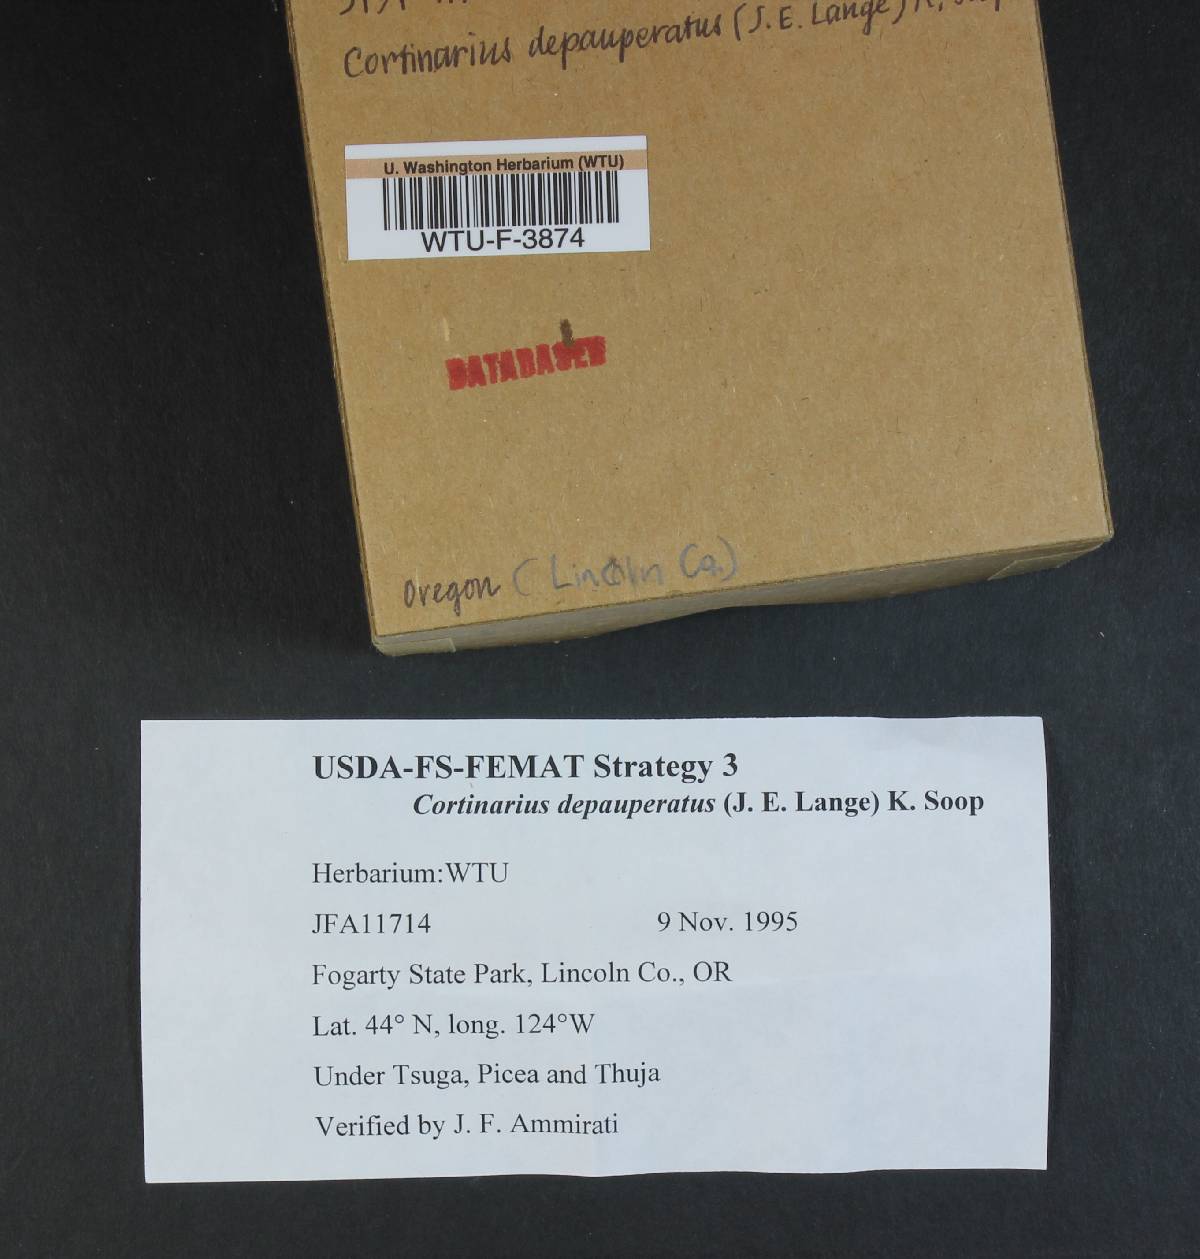 Cortinarius depauperatus (J. E. Lange) K. Soop
U. Washington Herbarium (WTU)
WTU-F-3874
DATABASED
Oregon (Lincoln Co.)
USDA-FS-FEMAT Strategy 3
Cortinarius depauperatus (J. E. Lange) K. Soop
Herbarium:WTU
JFA11714 9 Nov. 1995
Fogarty State Park, Lincoln Co., OR
Lat. 44° N, long. 124°W
Under Tsuga, Picea and Thuja
Verified by J. F. Ammirati